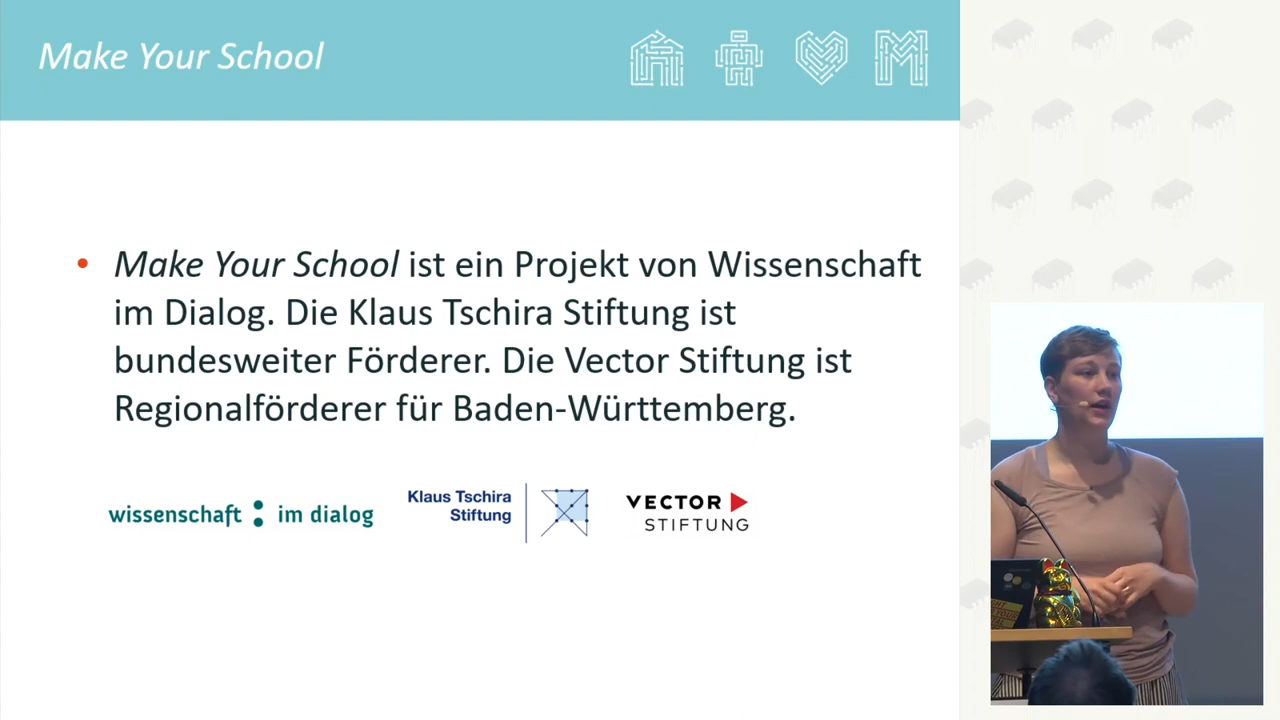 Make Your School
• Make Your School ist ein Projekt von Wissenschaft
im Dialog. Die Klaus Tschira Stiftung ist
bundesweiter Förderer. Die Vector Stiftung ist
Regionalförderer für Baden-Württemberg.
wissenschaft : im dialog
Klaus Tschira
Stiftung
VECTOR
STIFTUNG